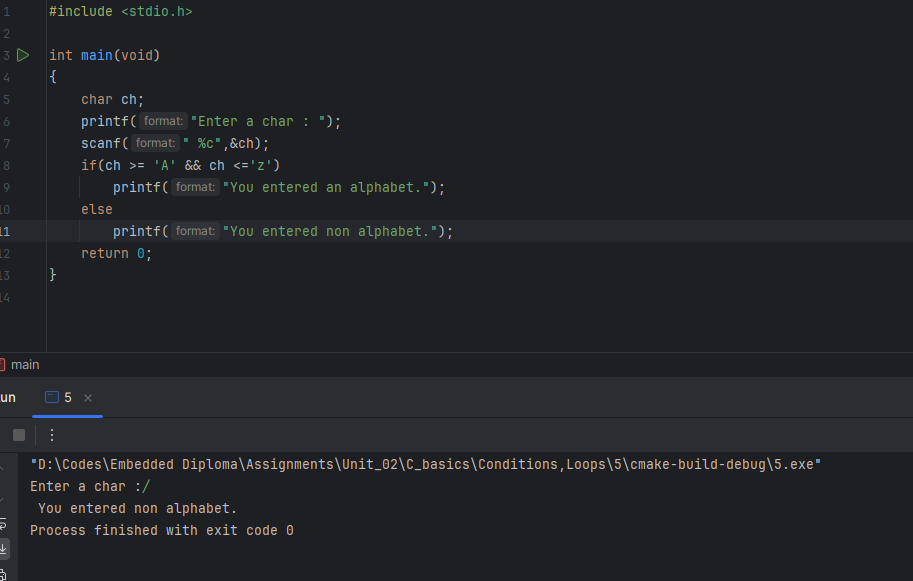 1 #include <stdio.h>
2
3 int main(void)
4 {
5 char ch;
6 printf( format: "Enter a char : ");
7 scanf( format: " %c",&ch);
8 if(ch >= 'A' && ch <='z')
9 printf( format: "You entered an alphabet.");
10 else
11 printf( format: "You entered non alphabet.");
12 return 0;
13 }
14
main
un 5
"D:\Codes\Embedded Diploma\Assignments\Unit_02\C_basics\Conditions,Loops\5\cmake-build-debug\5.exe"
Enter a char :/
You entered non alphabet.
Process finished with exit code 0